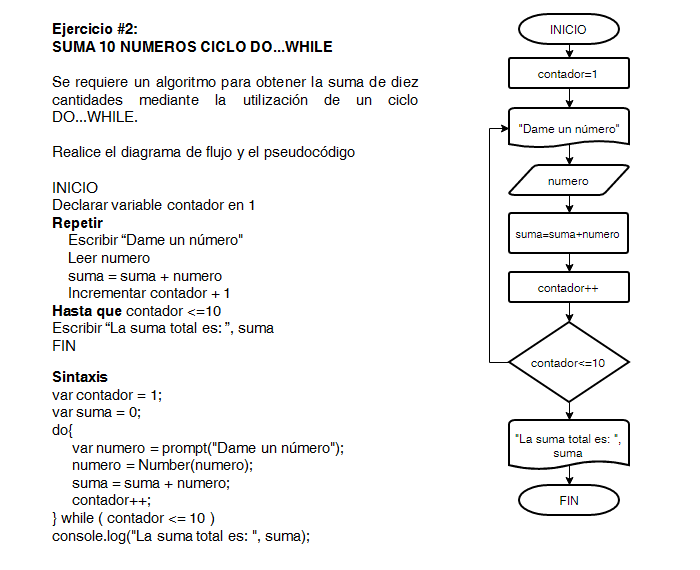 Ejercicio #2:
SUMA 10 NUMEROS CICLO DO...WHILE
Se requiere un algoritmo para obtener la suma de diez
cantidades mediante la utilización de un ciclo
DO...WHILE.
Realice el diagrama de flujo y el pseudocódigo
INICIO
Declarar variable contador en 1
Repetir
Escribir “Dame un número"
Leer numero
suma = suma + numero
Incrementar contador + 1
Hasta que contador <=10
Escribir “La suma total es: ”, suma
FIN
Sintaxis
var contador = 1;
var suma = 0;
do{
var numero = prompt("Dame un número");
numero = Number(numero);
suma = suma + numero;
contador++;
} while ( contador <= 10 )
console.log("La suma total es: ", suma);
INICIO
contador=1
"Dame un número"
numero
suma=suma+numero
contador++
contador<=10
"La suma total es: ",
suma
FIN